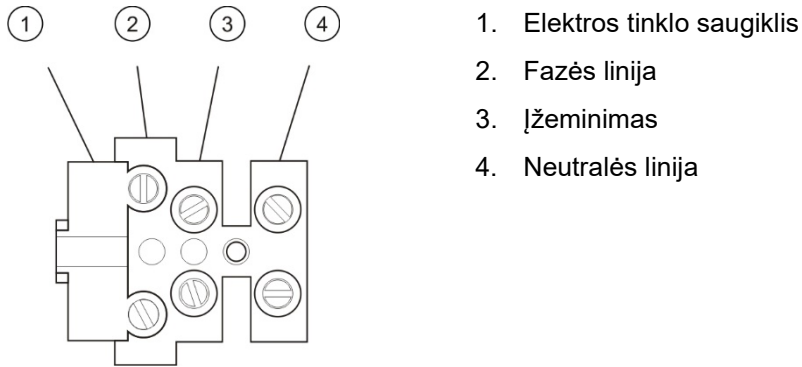 1 2 3 4
1. Elektros tinklo saugiklis
2. Fazės linija
3. Įžeminimas
4. Neutralės linija